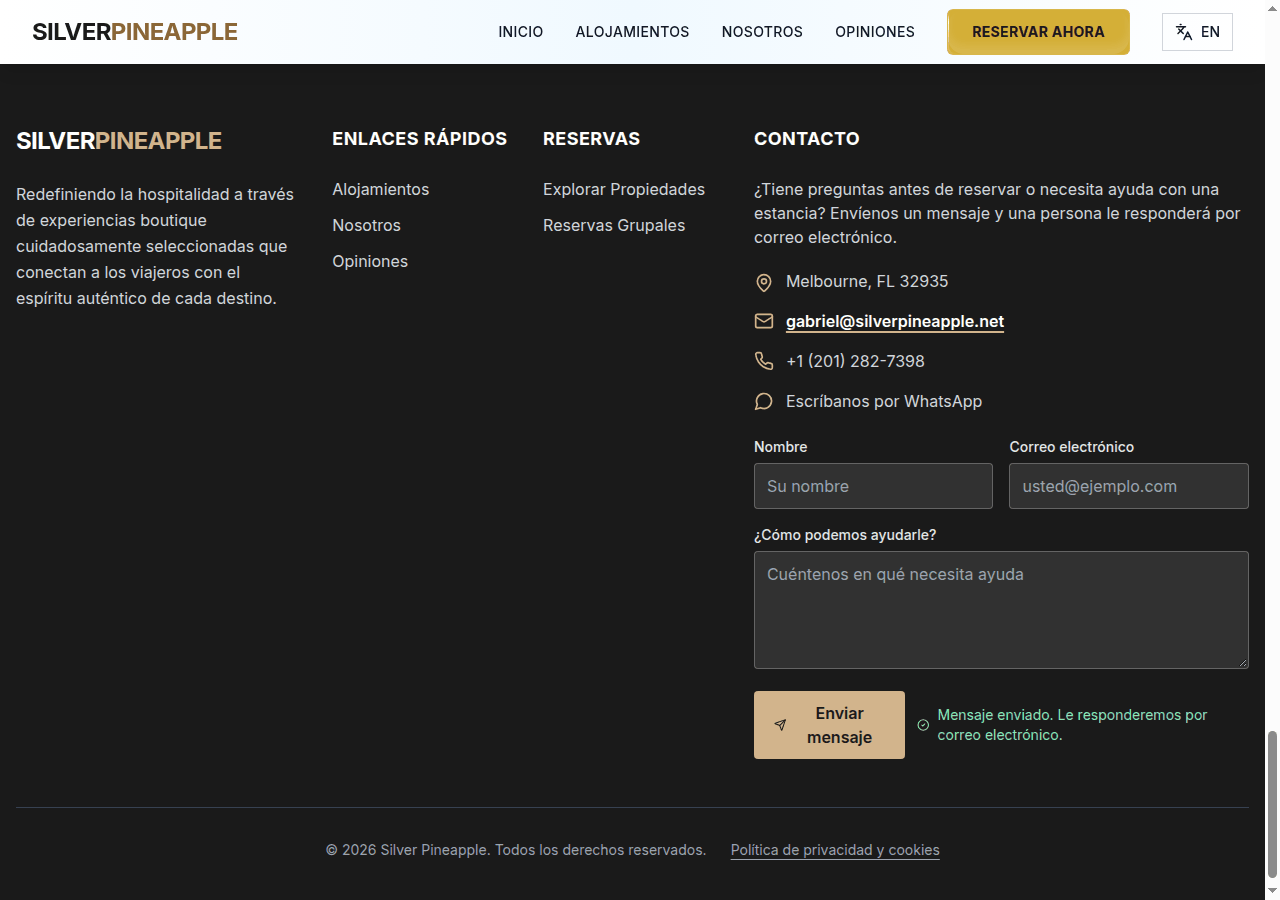 SILVERPINEAPPLE
INICIO
ALOJAMIENTOS
NOSOTROS
OPINIONES
RESERVAR AHORA
EN
SILVERPINEAPPLE
Redefiniendo la hospitalidad a través
de experiencias boutique
cuidadosamente seleccionadas que
conectan a los viajeros con el
espíritu auténtico de cada destino.
ENLACES RÁPIDOS
Alojamientos
Nosotros
Opiniones
RESERVAS
Explorar Propiedades
Reservas Grupales
CONTACTO
¿Tiene preguntas antes de reservar o necesita ayuda con una
estancia? Envíenos un mensaje y una persona le responderá por
correo electrónico.
Melbourne, FL 32935
gabriel@silverpineapple.net
+1 (201) 282-7398
Escríbanos por WhatsApp
Nombre
Su nombre
Correo electrónico
usted@ejemplo.com
¿Cómo podemos ayudarle?
Cuéntenos en qué necesita ayuda
Enviar
mensaje
Mensaje enviado. Le responderemos por
correo electrónico.
© 2026 Silver Pineapple. Todos los derechos reservados.
Política de privacidad y cookies